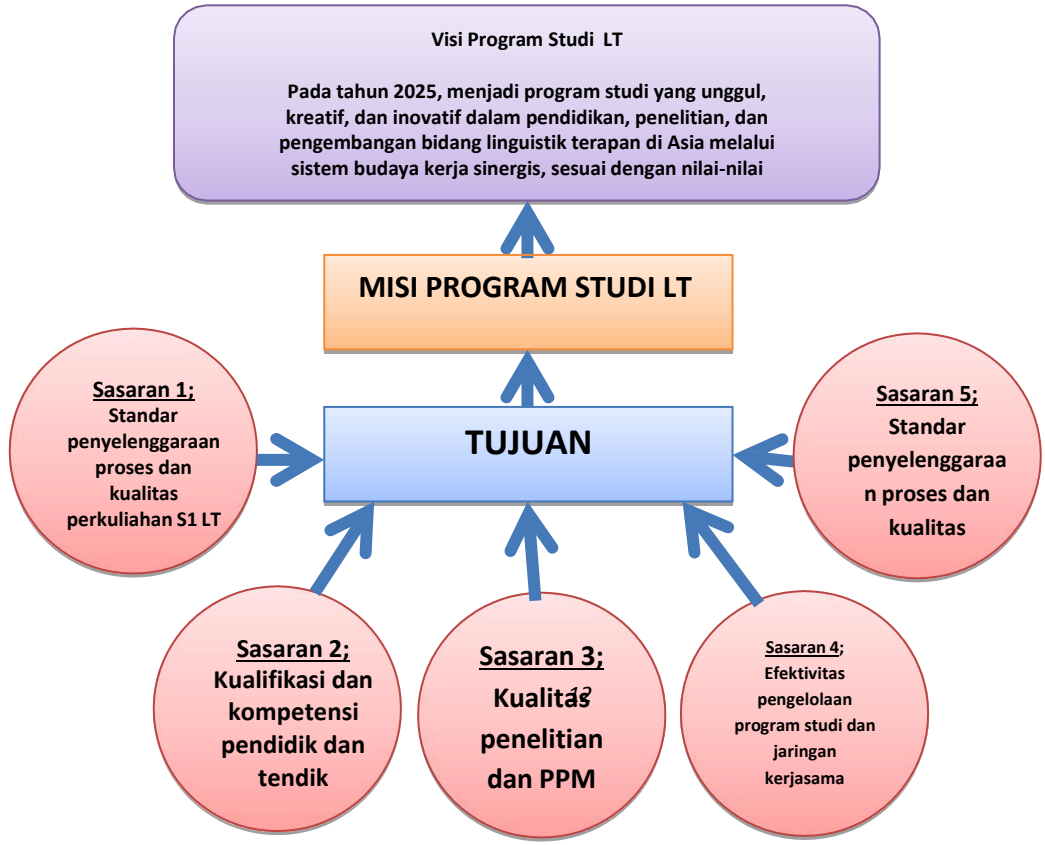 Visi Program Studi LT
Pada tahun 2025, menjadi program studi yang unggul,
kreatif, dan inovatif dalam pendidikan, penelitian, dan
pengembangan bidang linguistik terapan di Asia melalui
sistem budaya kerja sinergis, sesuai dengan nilai-nilai
MISI PROGRAM STUDI LT
TUJUAN
Sasaran 1;
Standar
penyelenggaraan
proses dan
kualitas
perkuliahan S1 LT
Sasaran 2;
Kualifikasi dan
kompetensi
pendidik dan
tendik
Sasaran 3;
Kualitas
12
penelitian
dan PPM
Sasaran 4;
Efektivitas
pengelolaan
program studi dan
jaringan
kerjasama
Sasaran 5;
Standar
penyelenggaraa
n proses dan
kualitas